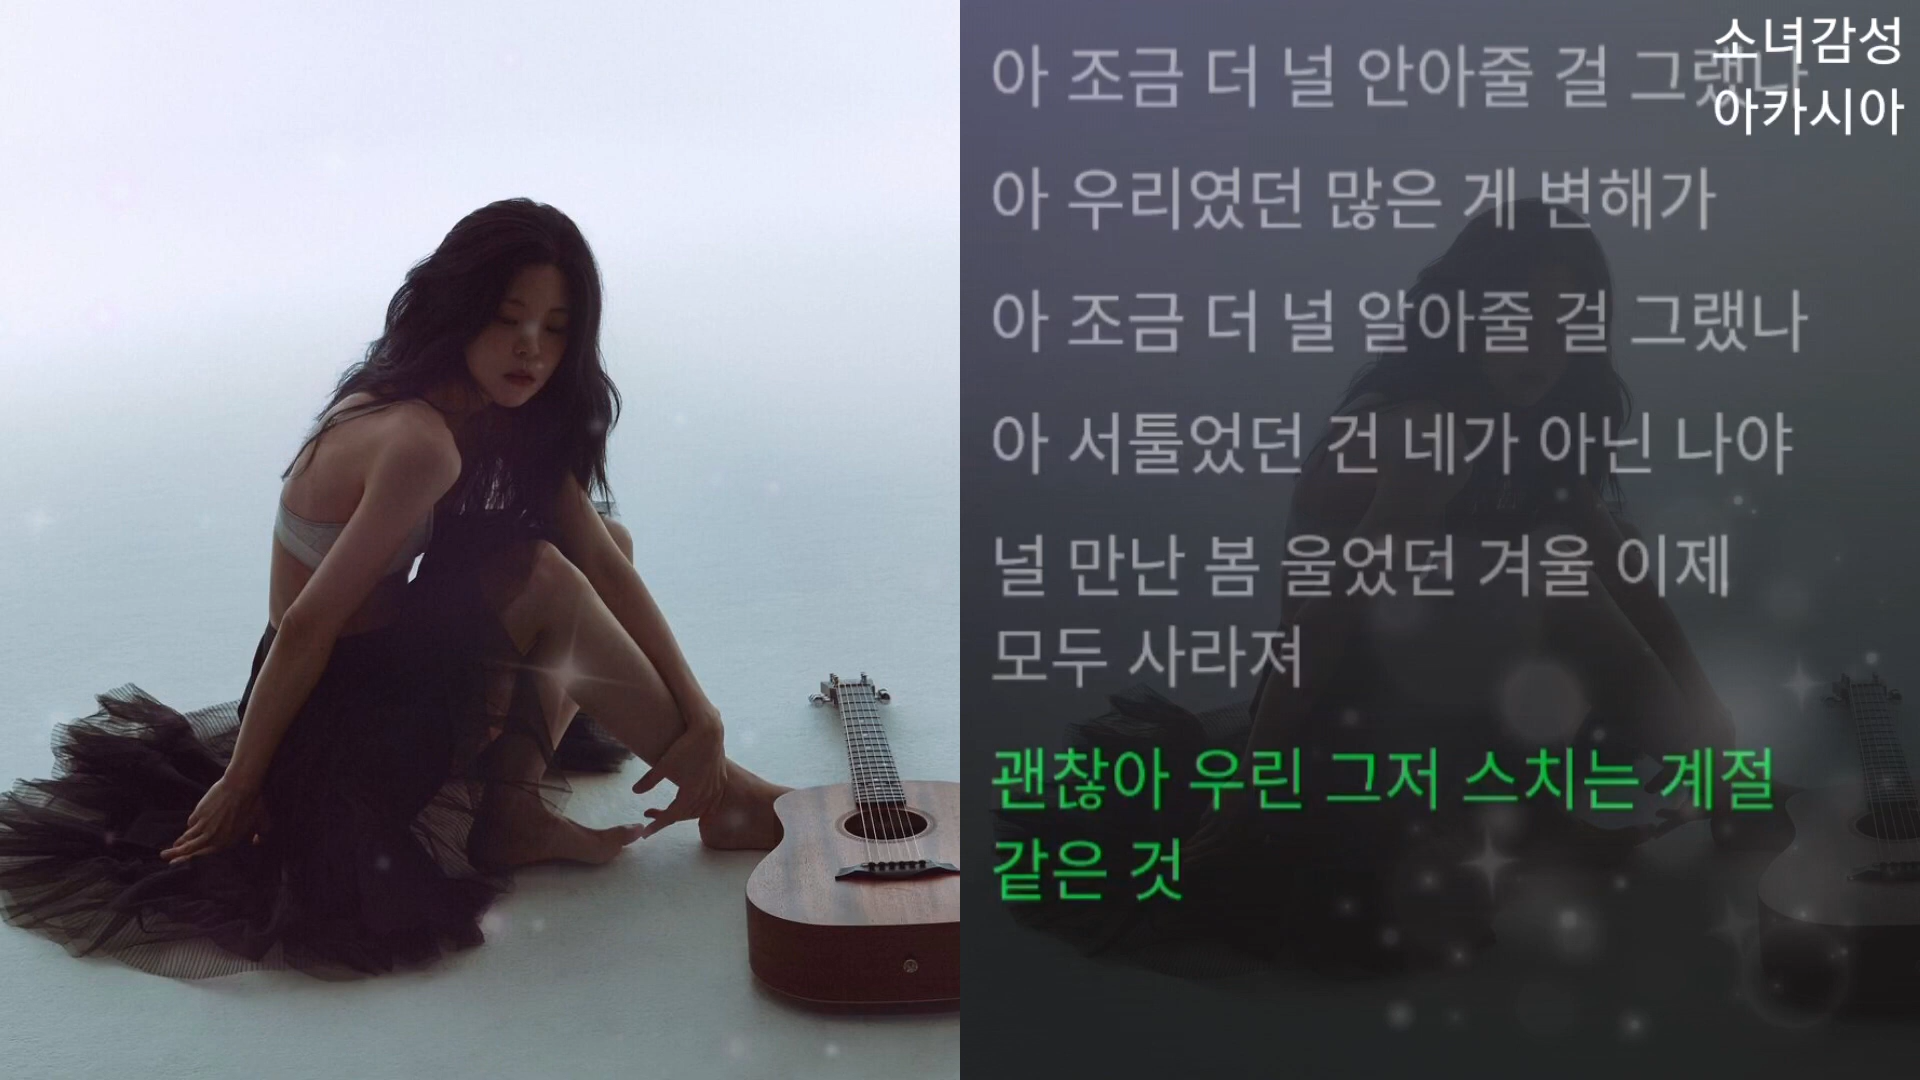 소녀감성
아카시아
아 조금 더 널 안아줄 걸 그랬나
아 우리였던 많은 게 변해가
아 조금 더 널 알아줄 걸 그랬나
아 서툴었던 건 네가 아닌 나야
널 만난 봄 울었던 겨울 이제
모두 사라져
괜찮아 우린 그저 스치는 계절
같은 것